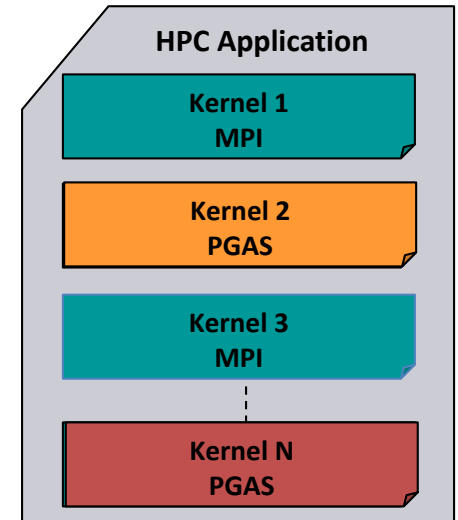 HPC Application
Kernel 1
MPI
Kernel 2
PGAS
Kernel 3
MPI
Kernel N
PGAS